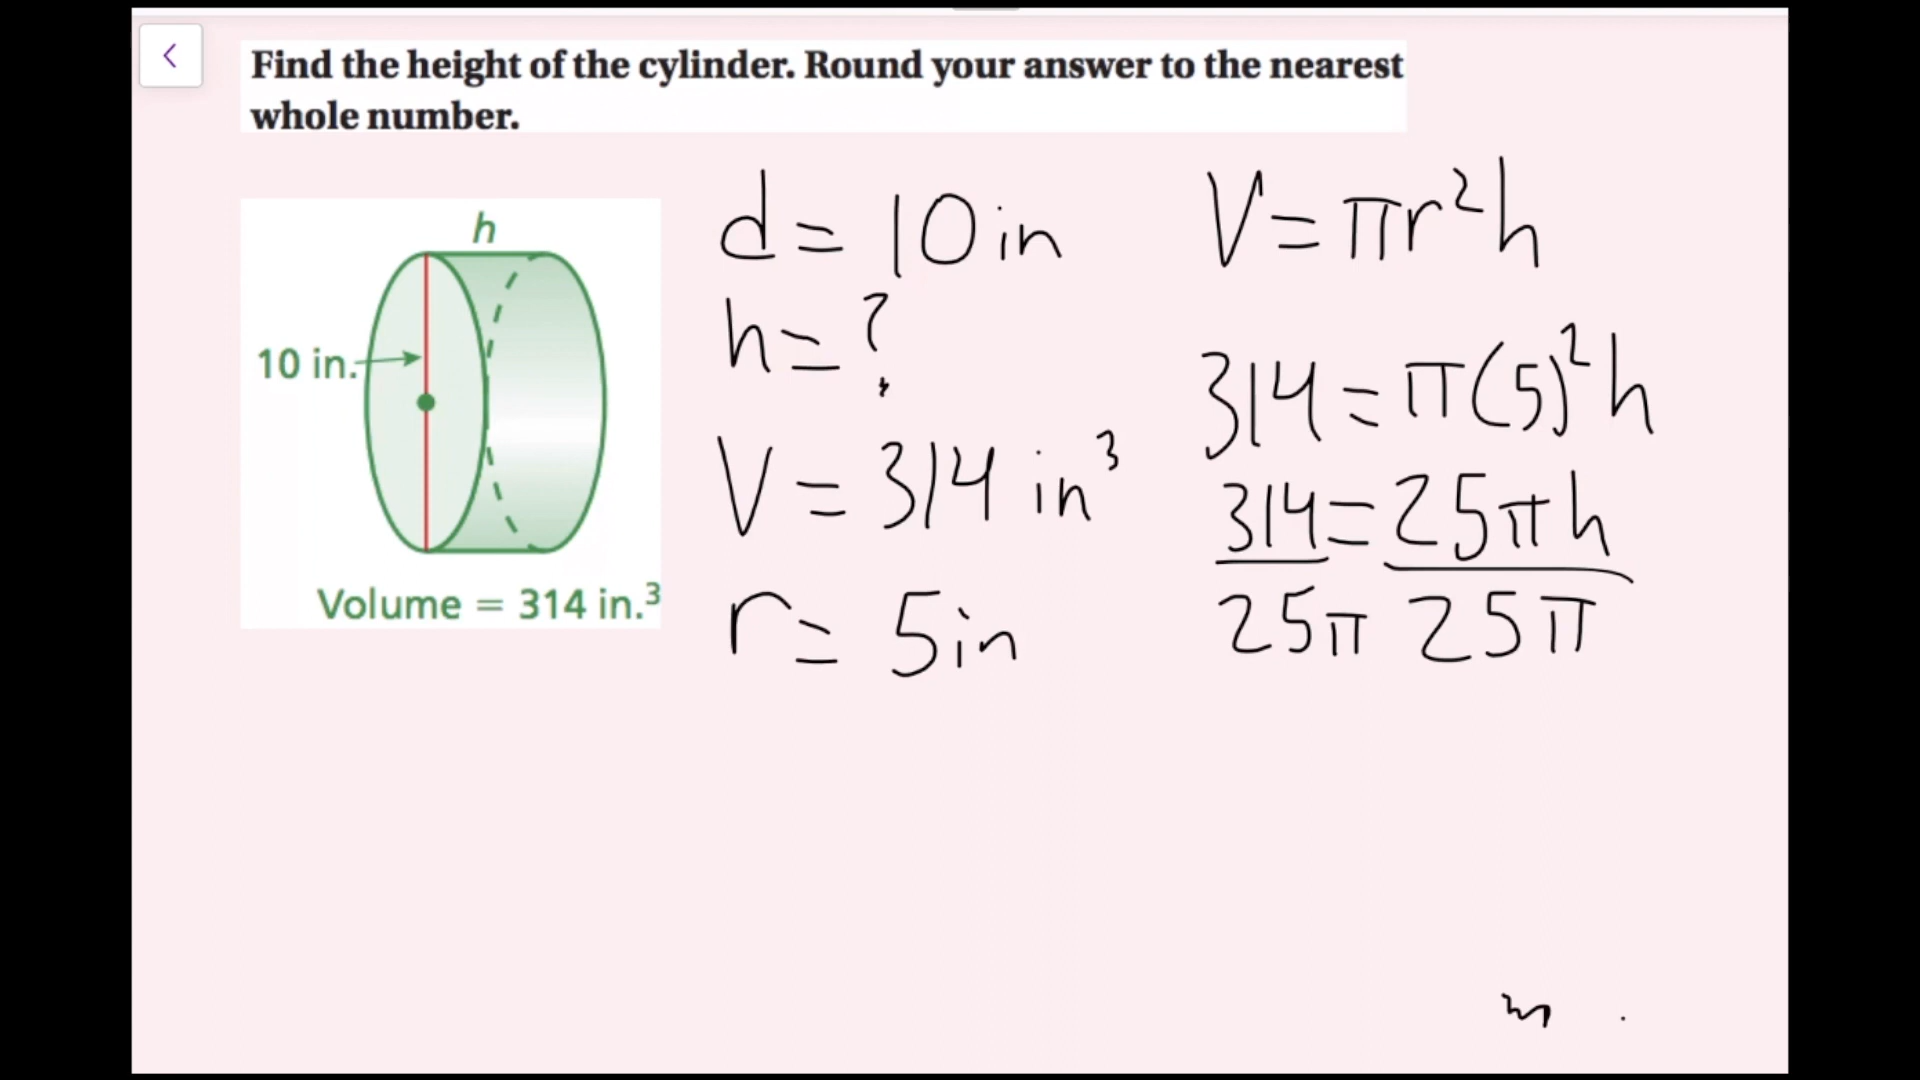 Find the height of the cylinder. Round your answer to the nearest
whole number.
h
10 in.
Volume = 314 in.³
d = 10 in
h = ?
V = 314 in³
r = 5 in
V = πr²h
314 = π(5)²h
314 = 25πh
25π 25π